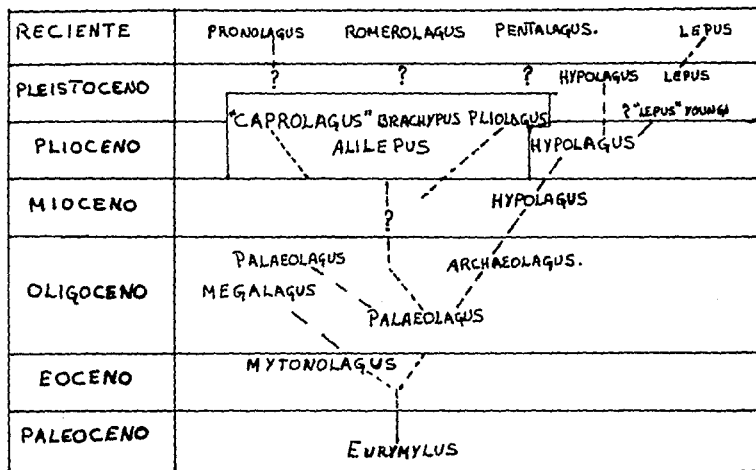 RECIENTE PRONOLAGUS ROMEROLAGUS PENTALAGUS. LEPUS
PLEISTOCENO ? ? ? HYPOLAGUS LEPUS
"CAPROLAGUS" BRACHYPUS PLIOLAGUS ? "LEPUS" YOUNGI
PLIOCENO ALILEPUS HYPOLAGUS
MIOCENO ? HYPOLAGUS
PALAEOLAGUS ARCHAEOLAGUS.
OLIGOCENO MEGALAGUS PALAEOLAGUS
EOCENO MYTONOLAGUS
PALEOCENO EURYMYLUS